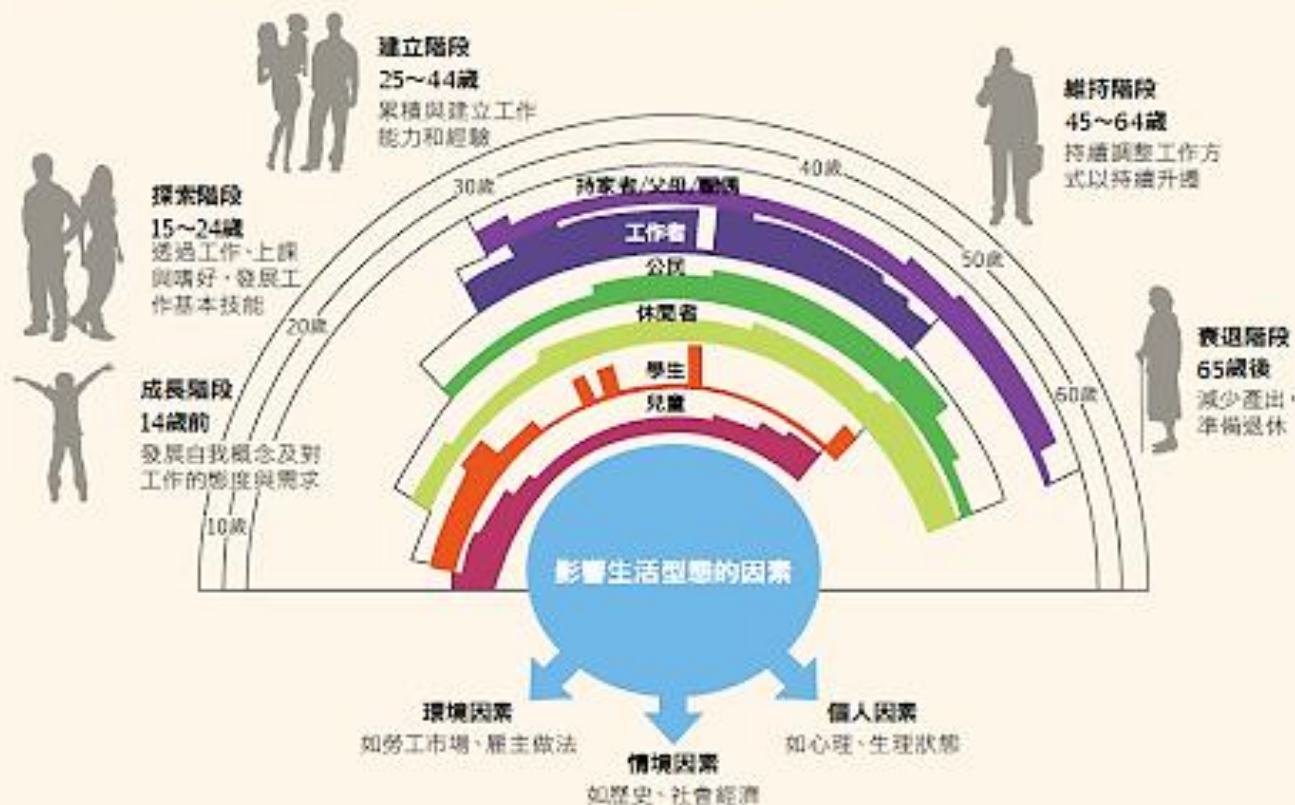 建立階段
25～44歲
累積與建立工作
能力和經驗
維持階段
45～64歲
持續調整工作方
式以持續升遷
探索階段
15～24歲
透過工作、上課
與嗜好，發展工
作基本技能
成長階段
14歲前
發展自我概念及對
工作的態度與需求
衰退階段
65歲後
減少產出，
準備退休
10歲
20歲
30歲
40歲
50歲
60歲
持家者/父母/配偶
工作者
公民
休閒者
學生
兒童
影響生活型態的因素
環境因素
如勞工市場、雇主做法
情境因素
如歷史、社會經濟
個人因素
如心理、生理狀態